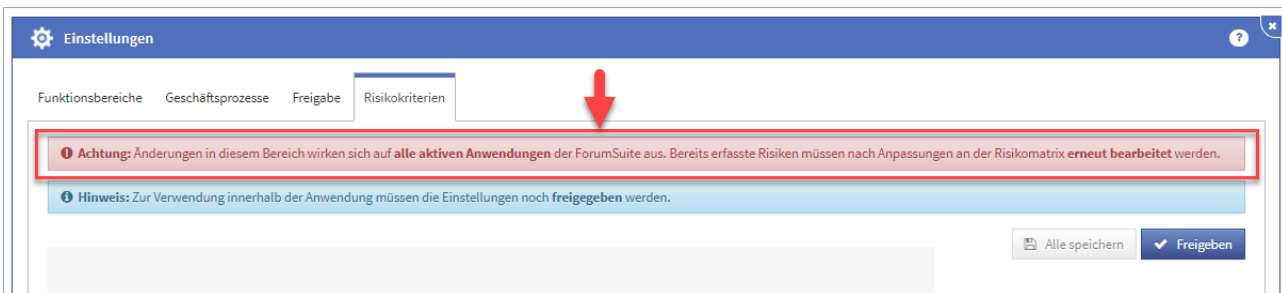 Einstellungen
?
Funktionsbereiche Geschäftsprozesse Freigabe Risikokriterien
Achtung: Änderungen in diesem Bereich wirken sich auf alle aktiven Anwendungen der ForumSuite aus. Bereits erfasste Risiken müssen nach Anpassungen an der Risikomatrix erneut bearbeitet werden.
Hinweis: Zur Verwendung innerhalb der Anwendung müssen die Einstellungen noch freigegeben werden.
Alle speichern Freigeben